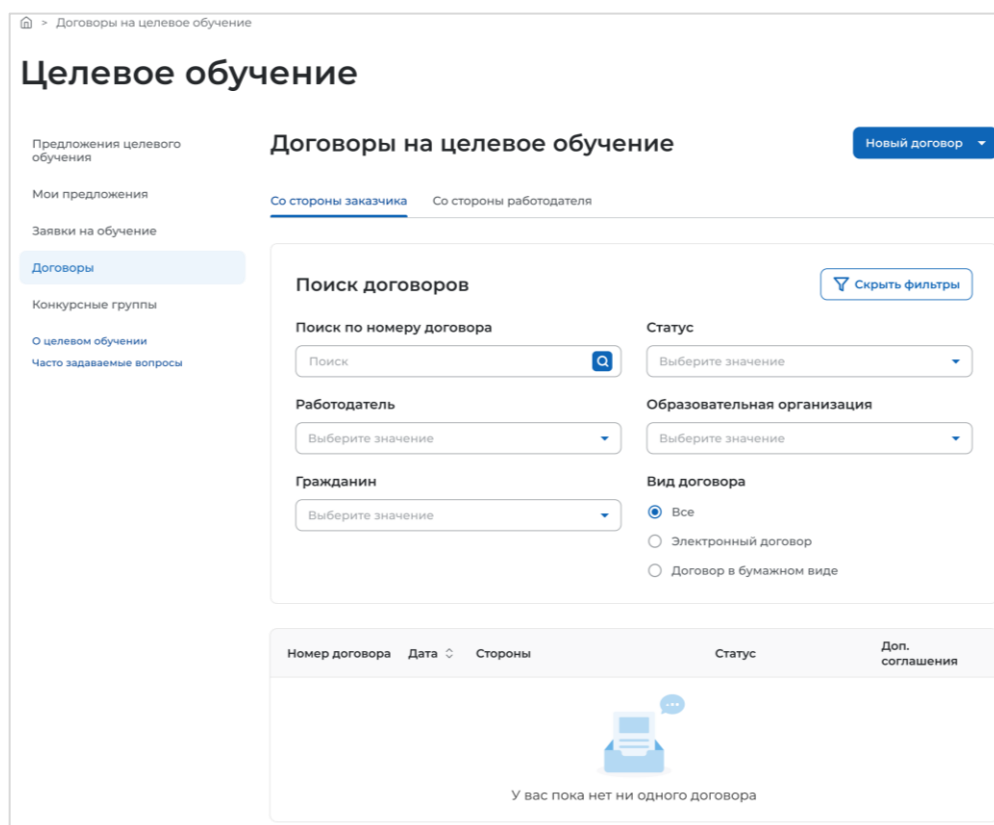 > Договоры на целевое обучение
Целевое обучение
Предложения целевого
обучения
Мои предложения
Заявки на обучение
Договоры
Конкурсные группы
О целевом обучении
Часто задаваемые вопросы
Договоры на целевое обучение
Новый договор
Со стороны заказчика
Со стороны работодателя
Поиск договоров
Скрыть фильтры
Поиск по номеру договора
Поиск
Статус
Выберите значение
Работодатель
Выберите значение
Образовательная организация
Выберите значение
Гражданин
Выберите значение
Вид договора
Все
Электронный договор
Договор в бумажном виде
Номер договора
Дата
Стороны
Статус
Доп.
соглашения
У вас пока нет ни одного договора